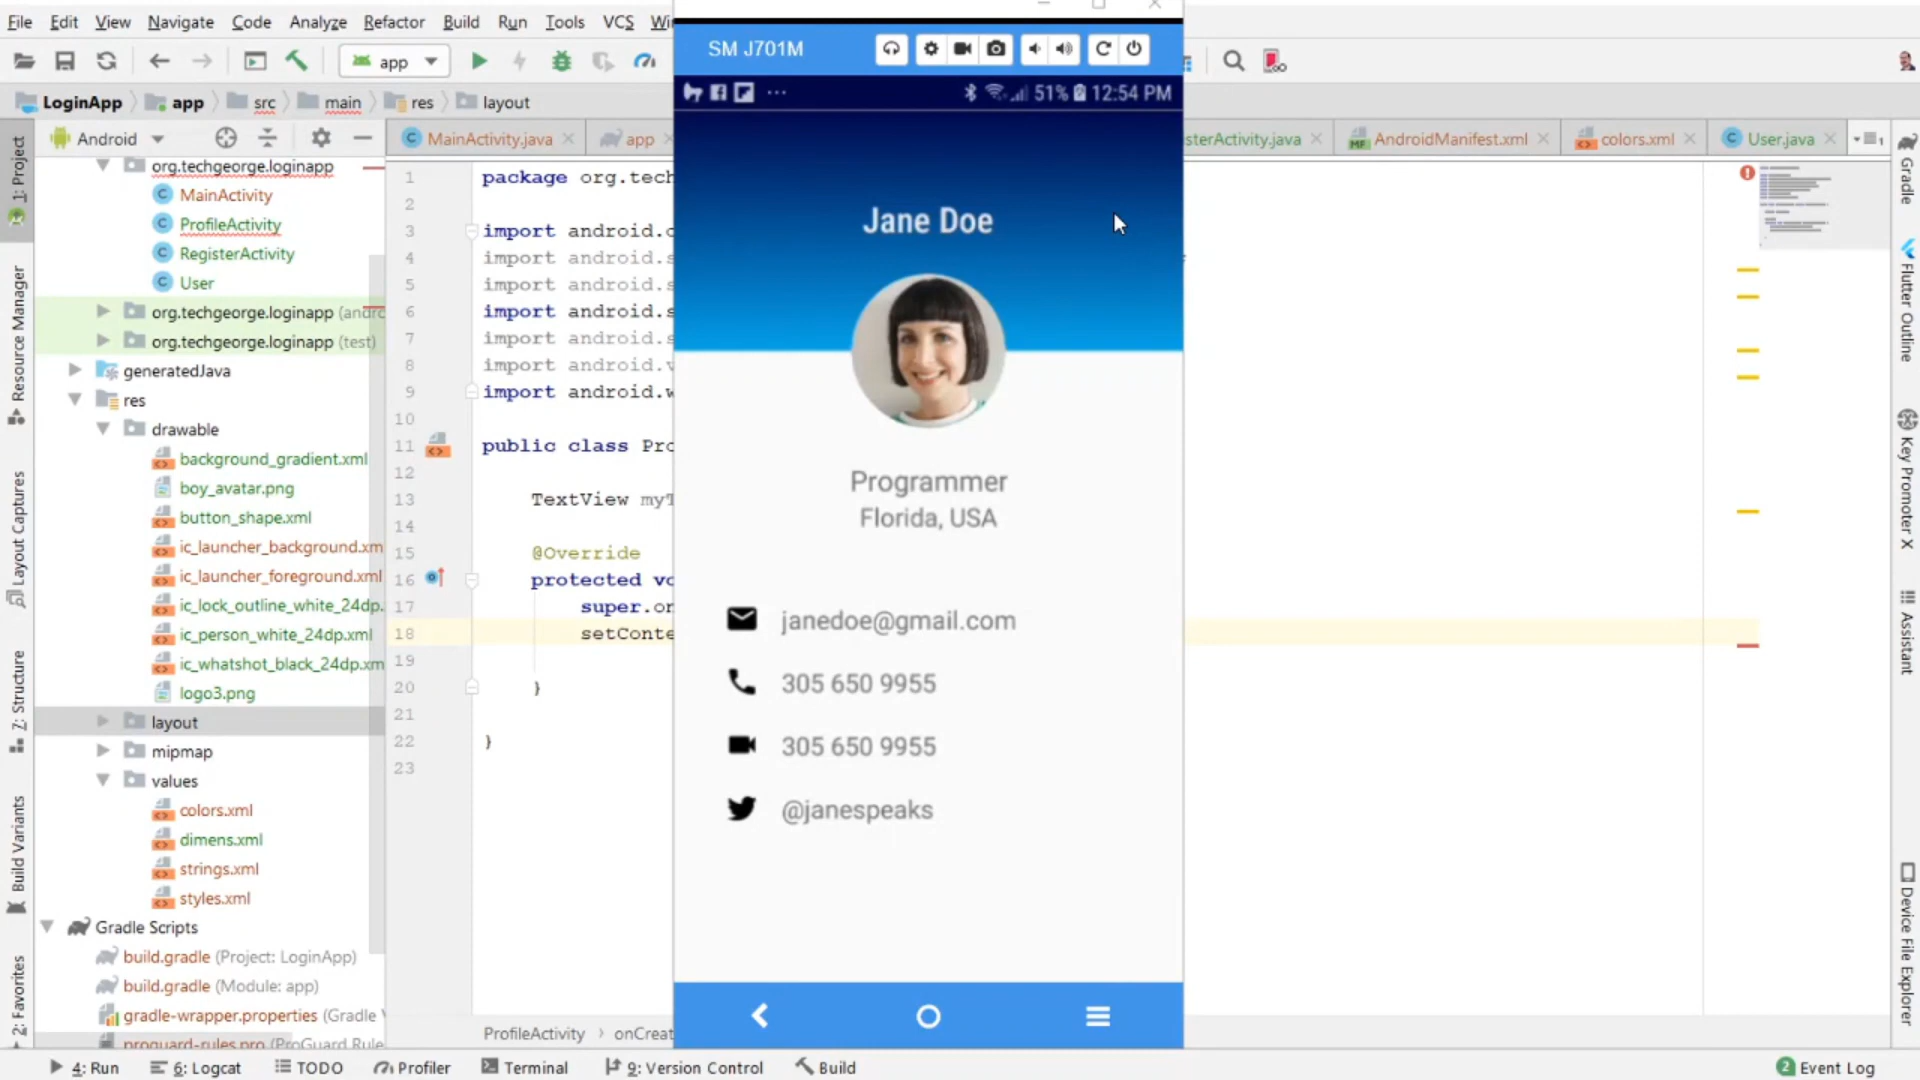 File Edit View Navigate Code Analyze Refactor Build Run Tools VCS
SM J701M
app
51% 12:54 PM
LoginApp app src main res layout
Android
MainActivity.java app sterActivity.java AndroidManifest.xml colors.xml User.java
1: Project
Resource Manager
Layout Captures
7: Structure
Build Variants
2: Favorites
org.techgeorge.loginapp
MainActivity
ProfileActivity
RegisterActivity
User
org.techgeorge.loginapp (andro
org.techgeorge.loginapp (test)
generatedJava
res
drawable
background_gradient.xml
boy_avatar.png
button_shape.xml
ic_launcher_background.xm
ic_launcher_foreground.xml
ic_lock_outline_white_24dp.
ic_person_white_24dp.xml
ic_whatshot_black_24dp.xm
logo3.png
layout
mipmap
values
colors.xml
dimens.xml
strings.xml
styles.xml
Gradle Scripts
build.gradle (Project: LoginApp)
build.gradle (Module: app)
gradle-wrapper.properties (Gradle
proguard-rules.pro (ProGuard Rule
1 package org.tech
2
3 import android.c
4 import android.s
5 import android.s
6 import android.s
7 import android.s
8 import android.v
9 import android.w
10
11 public class Pro
12
13 TextView myT
14
15 @Override
16 protected vo
17 super.on
18 setConte
19
20 }
21
22 }
23
Jane Doe
Programmer
Florida, USA
janedoe@gmail.com
305 650 9955
305 650 9955
@janespeaks
Gradle
Flutter Outline
Key Promoter X
Assistant
Device File Explorer
ProfileActivity onCreat
4: Run 6: Logcat TODO Profiler Terminal 9: Version Control Build 2 Event Log